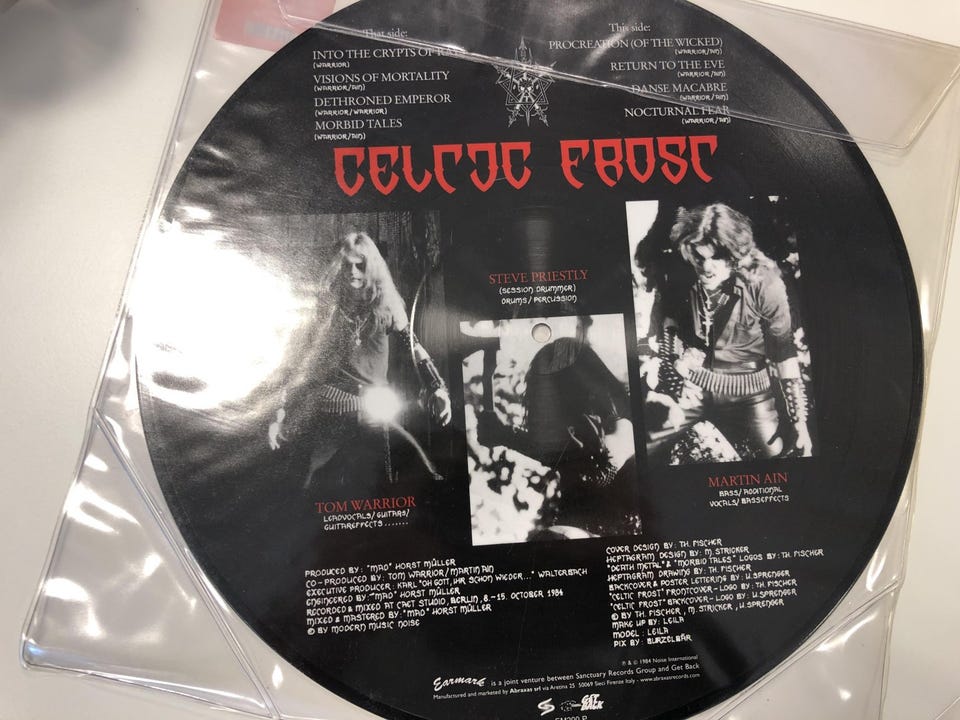 That side:
INTO THE CRYPTS OF RAYS
(WARRIOR)
VISIONS OF MORTALITY
(WARRIOR/AIN)
DETHRONED EMPEROR
(WARRIOR/WARRIOR)
MORBID TALES
(WARRIOR/AIN)
This side:
PROCREATION (OF THE WICKED)
(WARRIOR/AIN)
RETURN TO THE EVE
(WARRIOR/AIN)
DANSE MACABRE
(WARRIOR/AIN)
NOCTURNAL FEAR
(WARRIOR/AIN)
CELTIC FROST
STEVE PRIESTLY
(SESSION DRUMMER)
DRUMS/PERCUSSION
TOM WARRIOR
LEADVOCALS/GUITARS/
GUITAREFFECTS.......
MARTIN AIN
BASS/ADDITIONAL
VOCALS/BASSEFFECTS
PRODUCED BY: "MAD" HORST MÜLLER
CO-PRODUCED BY: TOM WARRIOR/MARTIN AIN
EXECUTIVE PRODUCER: KARL "OH GOTT, IHR SCHON WIEDER..." WALTERBACH
ENGINEERED BY: "MAD" HORST MÜLLER
RECORDED & MIXED AT CAET STUDIO, BERLIN, 8.-15. OCTOBER 1984
MIXED & MASTERED BY: "MAD" HORST MÜLLER
© BY MODERN MUSIC NOISE
COVER DESIGN BY: TH. FISCHER
HEPTAGRAM DESIGN BY: M. STRICKER
"DEATH METAL" & "MORBID TALES" LOGOS BY: TH. FISCHER
HEPTAGRAM DRAWING BY: TH. FISCHER
BACKCOVER & POSTER LETTERING BY: U. SPRENGER
"CELTIC FROST" FRONTCOVER-LOGO BY: TH. FISCHER
"CELTIC FROST" BACKCOVER-LOGO BY: U. SPRENGER
© BY TH. FISCHER, M. STRICKER, U. SPRENGER
MAKE UP BY: LEILA
MODEL: LEILA
PIX BY: BURZELBÄR
℗ & © 1984 Noise International
Earmark is a joint venture between Sanctuary Records Group and Get Back
Manufactured and marketed by Abraxas srl via Aretina 25 50069 Sieci Firenze Italy - www.abraxasrecords.com
GET BACK